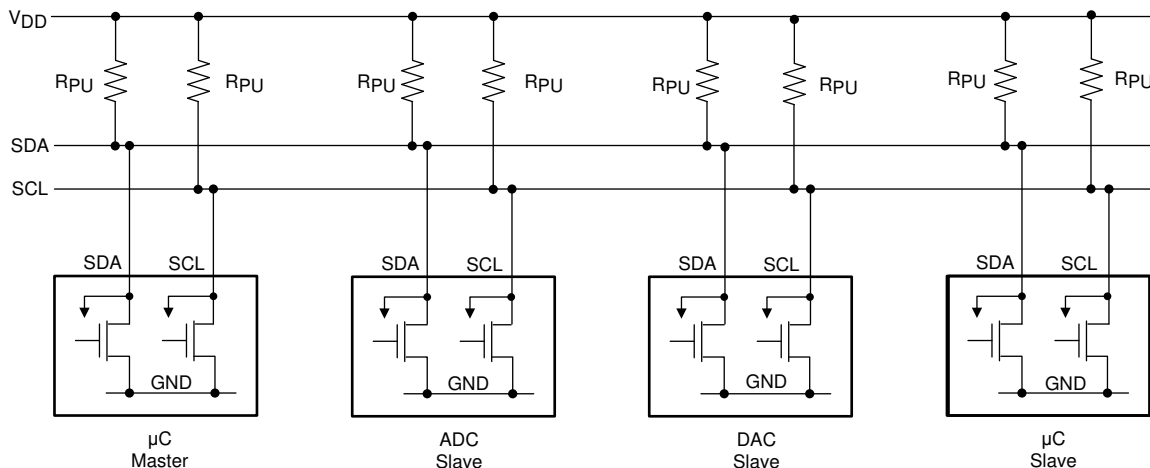 VDD
RPU RPU RPU RPU RPU RPU RPU RPU
SDA
SCL
SDA SCL SDA SCL SDA SCL SDA SCL
GND GND GND GND
µC
Master
ADC
Slave
DAC
Slave
µC
Slave